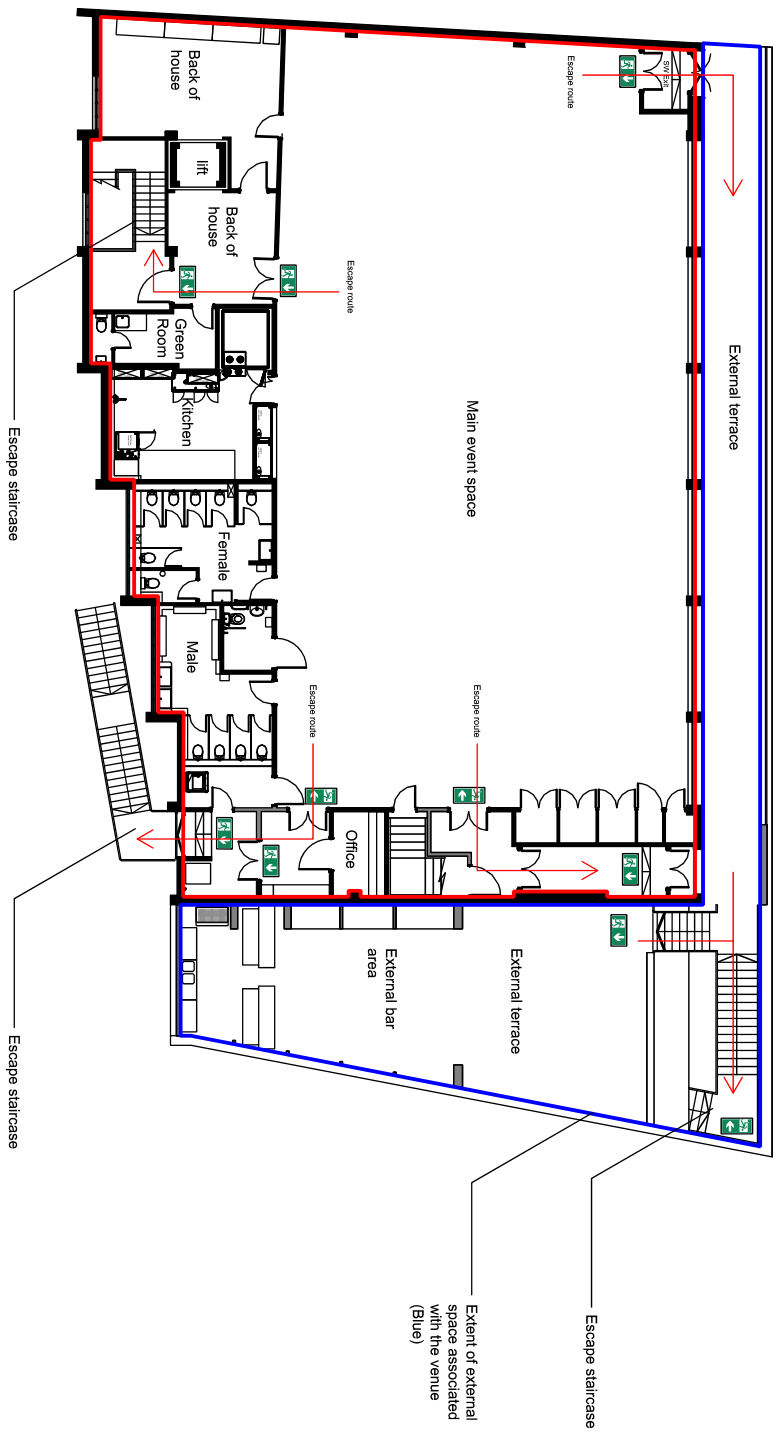 Back of
house
lift
Back of
house
Green
Room
Kitchen
Female
Male
Office
Main event space
SW Exit
Escape route
Escape route
Escape route
Escape route
External terrace
External terrace
External bar
area
Escape staircase
Escape staircase
Escape staircase
Extent of external
space associated
with the venue
(Blue)